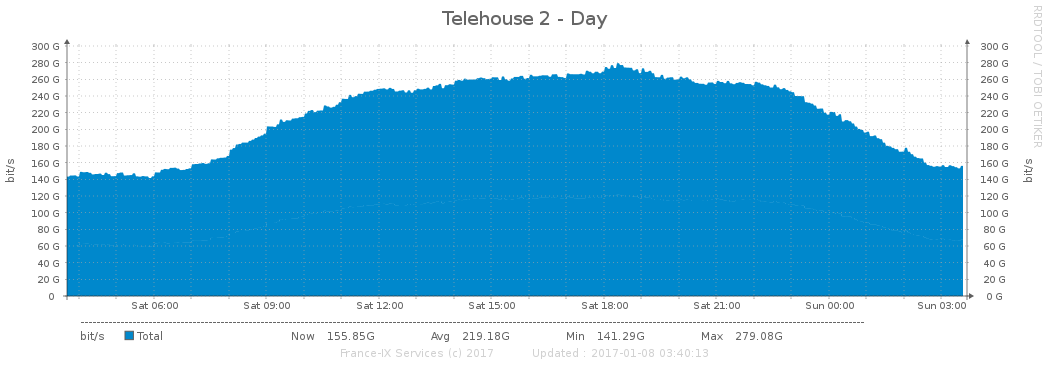 Telehouse 2 - Day
RRDTOOL / TOBI OETIKER
300 G 300 G
280 G 280 G
260 G 260 G
240 G 240 G
220 G 220 G
200 G 200 G
180 G 180 G
160 G 160 G
140 G 140 G
120 G 120 G
100 G 100 G
80 G 80 G
60 G 60 G
40 G 40 G
20 G 20 G
0 0 G
bit/s bit/s
Sat 06:00 Sat 09:00 Sat 12:00 Sat 15:00 Sat 18:00 Sat 21:00 Sun 00:00 Sun 03:00
bit/s Total Now 155.85G Avg 219.18G Min 141.29G Max 279.08G
France-IX Services (c) 2017 Updated : 2017-01-08 03:40:13